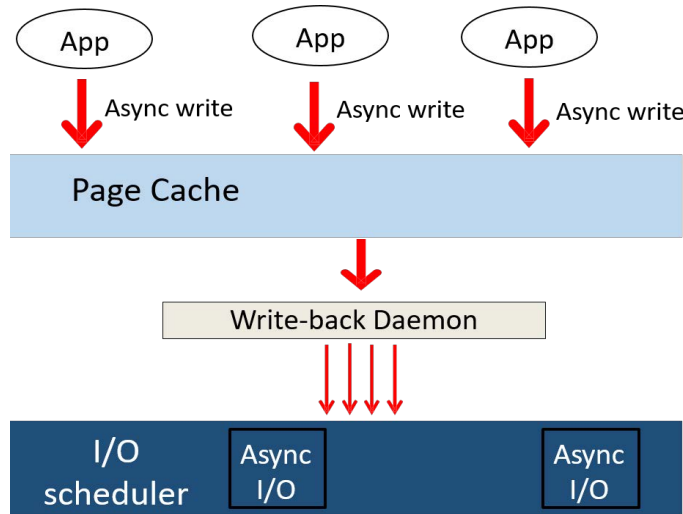 App
App
App
Async write
Async write
Async write
Page Cache
Write-back Daemon
I/O
scheduler
Async
I/O
Async
I/O